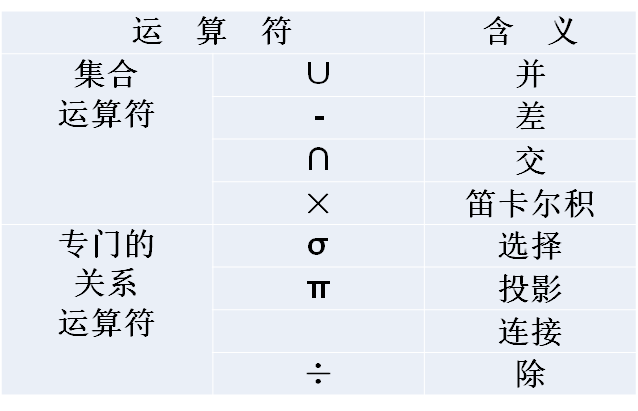 运 算 符 含 义
集合 ∪ 并
运算符 - 差
∩ 交
× 笛卡尔积
专门的 σ 选择
关系 π 投影
运算符 连接
÷ 除